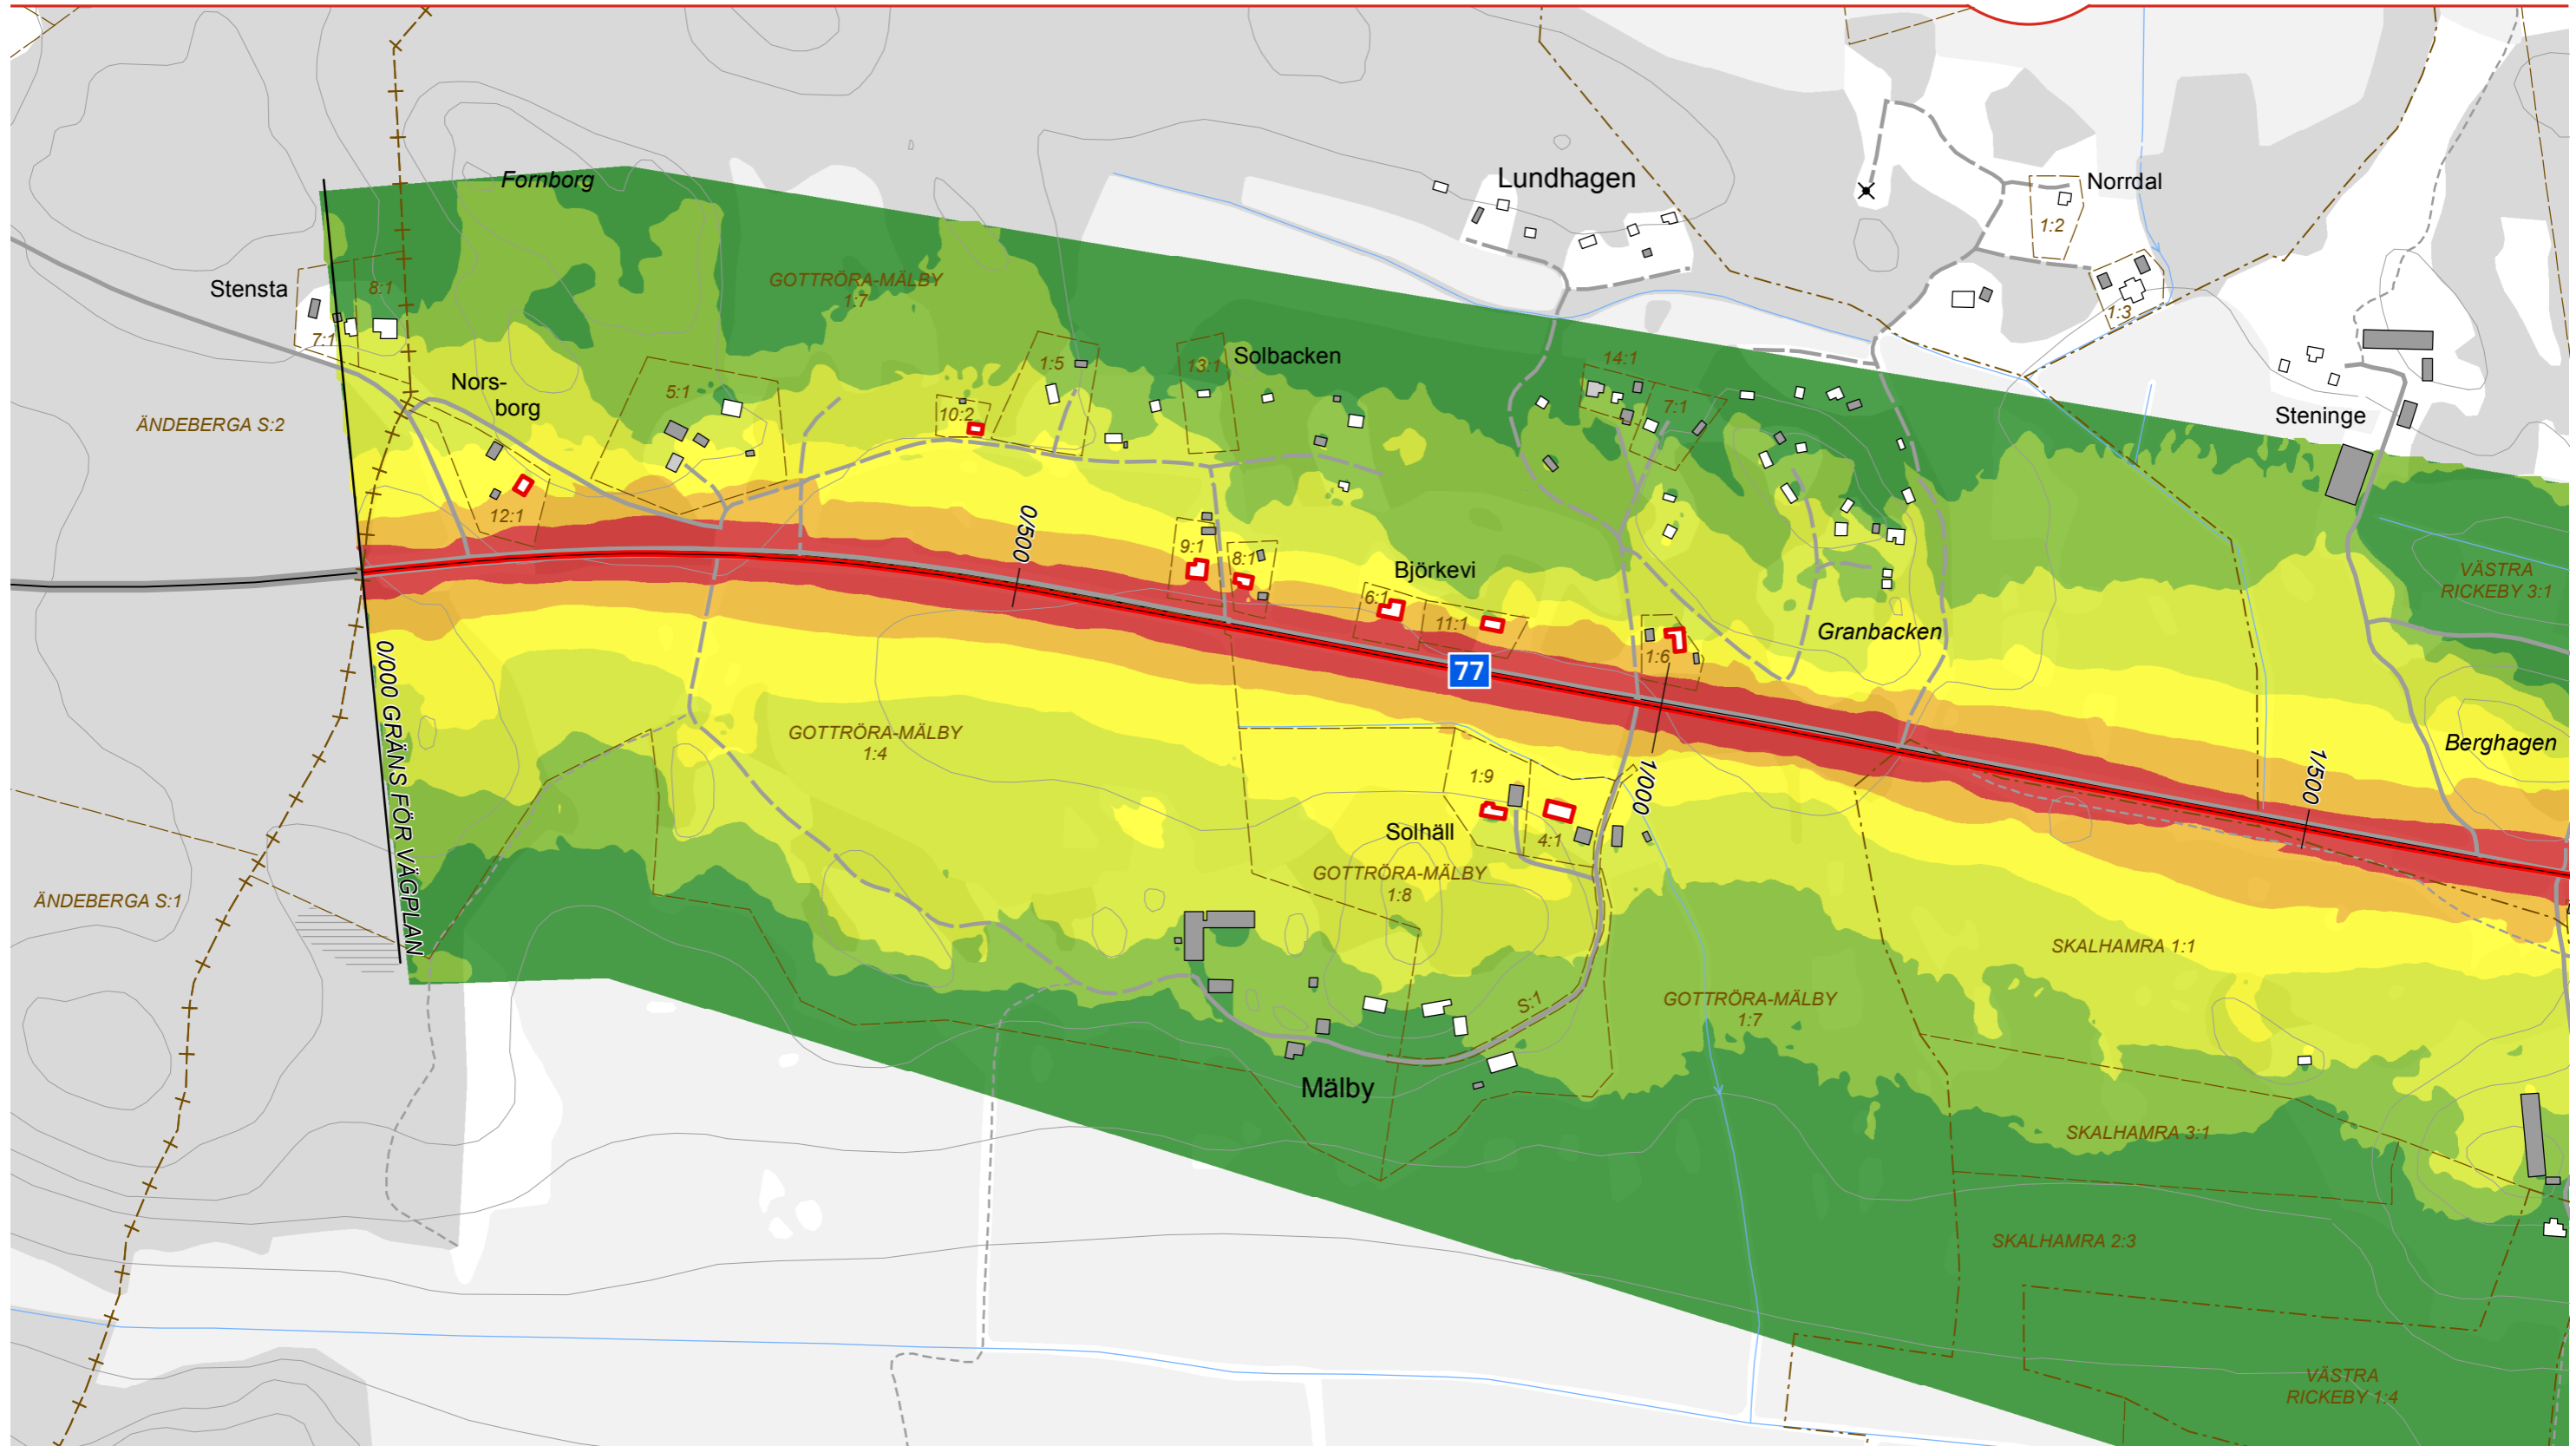 Fornborg
Lundhagen
Norrdal
1:2
Stensta
8:1
GOTTRÖRA-MÄLBY
1:7
1:3
7:1
Nors-
borg
5:1
1:5
13:1
Solbacken
14:1
7:1
10:2
Steninge
ÄNDEBERGA S:2
12:1
0/500
9:1
8:1
Björkevi
6:1
11:1
1:6
Granbacken
VÄSTRA
RICKEBY 3:1
77
0/000 GRÄNS FÖR VÄGPLAN
GOTTRÖRA-MÄLBY
1:4
1:9
1/000
1/500
Berghagen
Solhäll
4:1
GOTTRÖRA-MÄLBY
1:8
ÄNDEBERGA S:1
SKALHAMRA 1:1
S:1
GOTTRÖRA-MÄLBY
1:7
Mälby
SKALHAMRA 3:1
SKALHAMRA 2:3
VÄSTRA
RICKEBY 1:4